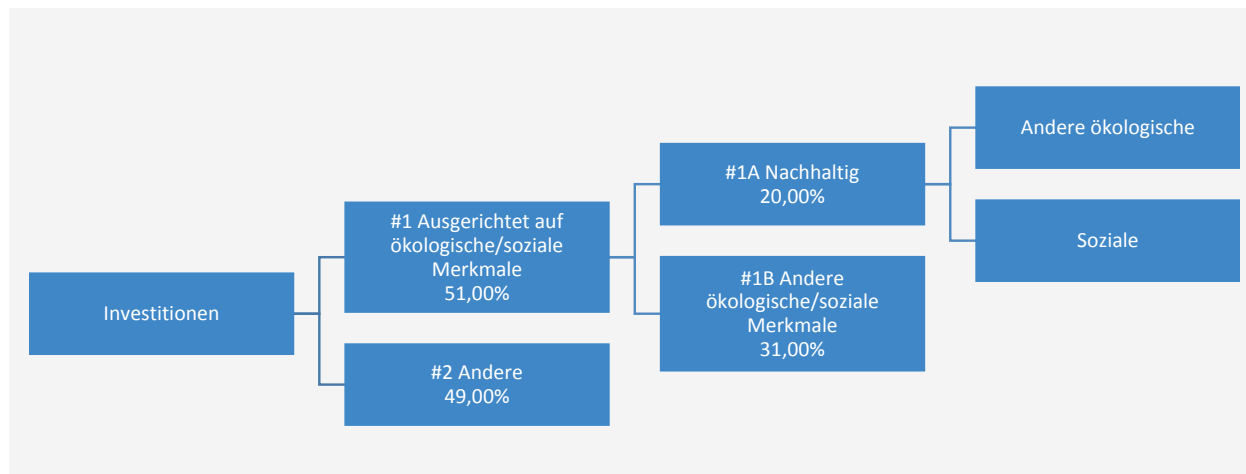 Investitionen
#1 Ausgerichtet auf
ökologische/soziale
Merkmale
51,00%
#2 Andere
49,00%
#1A Nachhaltig
20,00%
#1B Andere
ökologische/soziale
Merkmale
31,00%
Andere ökologische
Soziale